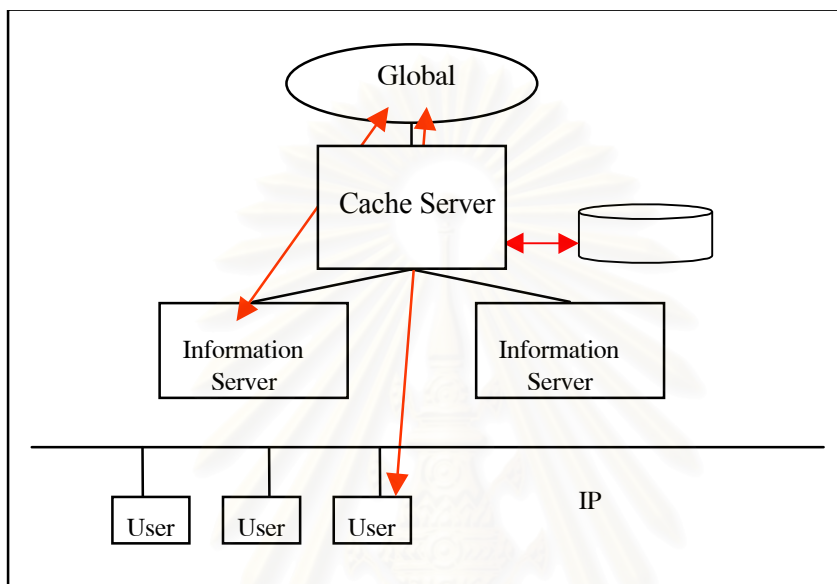 Global
Cache Server
Information
Server
Information
Server
User
User
User
IP